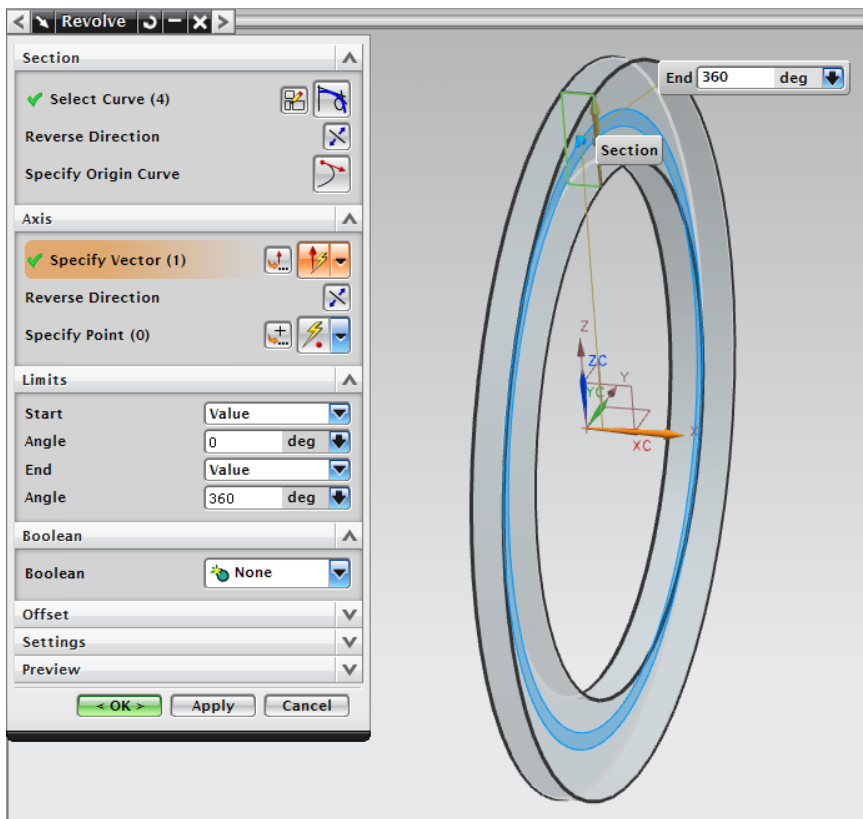 Revolve
Section
Select Curve (4)
Reverse Direction
Specify Origin Curve
Axis
Specify Vector (1)
Reverse Direction
Specify Point (0)
Limits
Start Value
Angle 0 deg
End Value
Angle 360 deg
Boolean
Boolean None
Offset
Settings
Preview
< OK > Apply Cancel
End 360 deg
Section
Z
ZC
Y
YC
X
XC